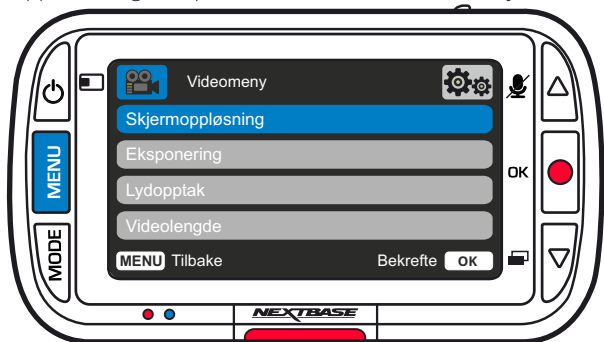 Videomeny
Skjermoppløsning
Eksponering
Lydopptak
Videolengde
MENU Tilbake Bekrefte OK
MENU
MODE
OK
NEXTBASE